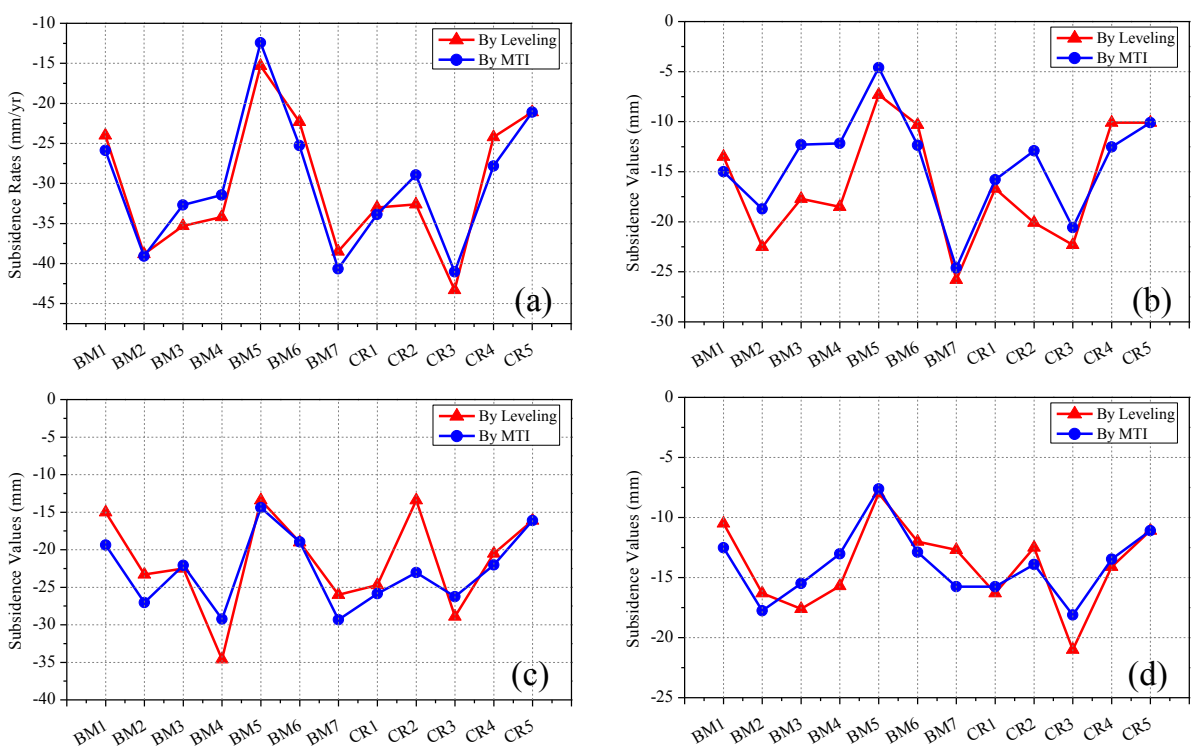 -10
-15
-20
-25
-30
-35
-40
-45
Subsidence Rates (mm/yr)
By Leveling
By MTI
(a)
BM1 BM2 BM3 BM4 BM5 BM6 BM7 CR1 CR2 CR3 CR4 CR5
0
-5
-10
-15
-20
-25
-30
Subsidence Values (mm)
By Leveling
By MTI
(b)
BM1 BM2 BM3 BM4 BM5 BM6 BM7 CR1 CR2 CR3 CR4 CR5
0
-5
-10
-15
-20
-25
-30
-35
-40
Subsidence Values (mm)
By Leveling
By MTI
(c)
BM1 BM2 BM3 BM4 BM5 BM6 BM7 CR1 CR2 CR3 CR4 CR5
0
-5
-10
-15
-20
-25
Subsidence Values (mm)
By Leveling
By MTI
(d)
BM1 BM2 BM3 BM4 BM5 BM6 BM7 CR1 CR2 CR3 CR4 CR5